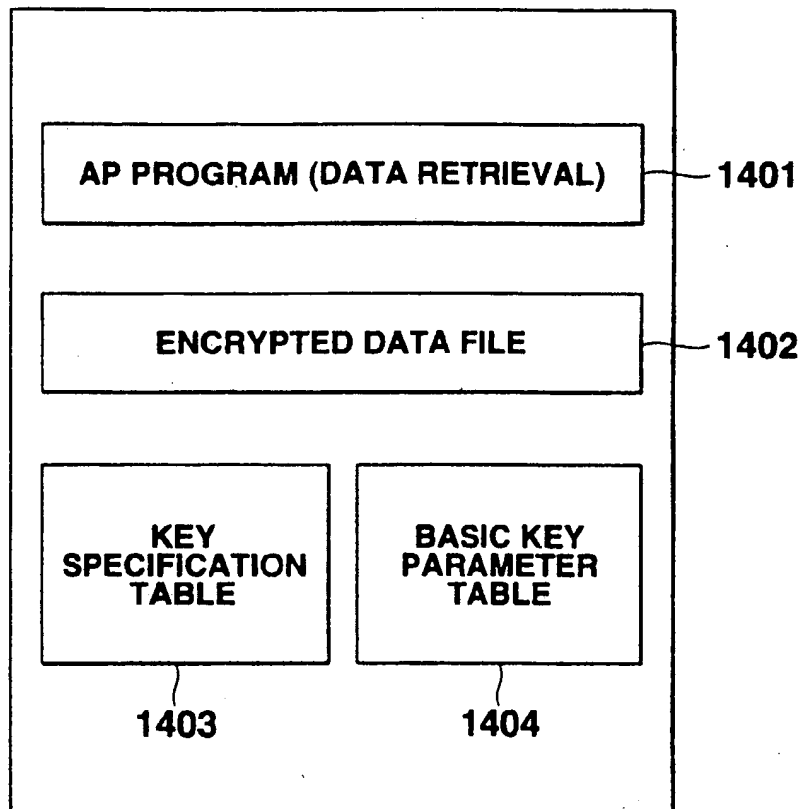 AP PROGRAM (DATA RETRIEVAL)
1401
ENCRYPTED DATA FILE
1402
KEY
SPECIFICATION
TABLE
BASIC KEY
PARAMETER
TABLE
1403
1404